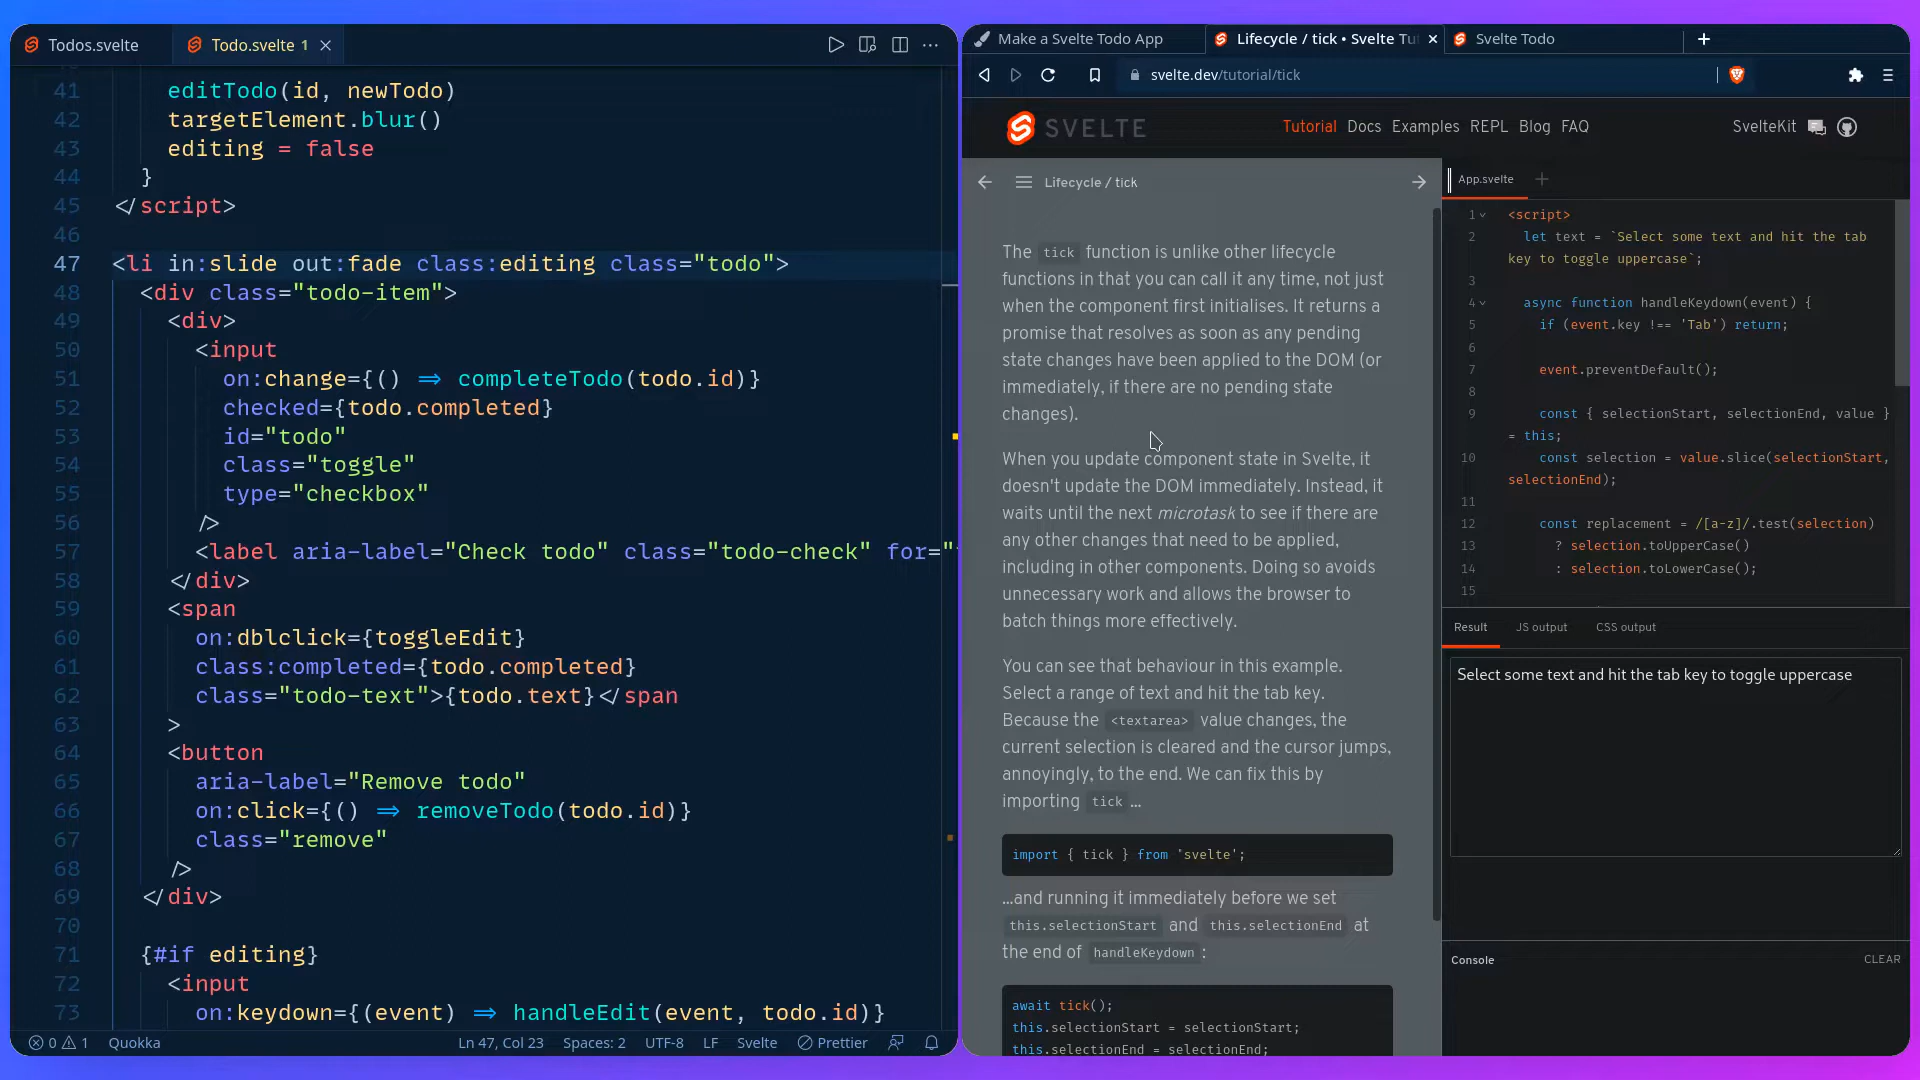 Todos.svelte
Todo.svelte 1
41 editTodo(id, newTodo)
42 targetElement.blur()
43 editing = false
44 }
45 </script>
46
47 <li in:slide out:fade class:editing class="todo">
48 <div class="todo-item">
49 <div>
50 <input
51 on:change={() => completeTodo(todo.id)}
52 checked={todo.completed}
53 id="todo"
54 class="toggle"
55 type="checkbox"
56 />
57 <label aria-label="Check todo" class="todo-check" for="
58 </div>
59 <span
60 on:dblclick={toggleEdit}
61 class:completed={todo.completed}
62 class="todo-text">{todo.text}</span
63 >
64 <button
65 aria-label="Remove todo"
66 on:click={() => removeTodo(todo.id)}
67 class="remove"
68 />
69 </div>
70
71 {#if editing}
72 <input
73 on:keydown={(event) => handleEdit(event, todo.id)}
0 1 Quokka Ln 47, Col 23 Spaces: 2 UTF-8 LF Svelte Prettier
Make a Svelte Todo App
Lifecycle / tick • Svelte Tu
Svelte Todo
svelte.dev/tutorial/tick
SVELTE
Tutorial Docs Examples REPL Blog FAQ SvelteKit
Lifecycle / tick
The tick function is unlike other lifecycle
functions in that you can call it any time, not just
when the component first initialises. It returns a
promise that resolves as soon as any pending
state changes have been applied to the DOM (or
immediately, if there are no pending state
changes).
When you update component state in Svelte, it
doesn't update the DOM immediately. Instead, it
waits until the next microtask to see if there are
any other changes that need to be applied,
including in other components. Doing so avoids
unnecessary work and allows the browser to
batch things more effectively.
You can see that behaviour in this example.
Select a range of text and hit the tab key.
Because the <textarea> value changes, the
current selection is cleared and the cursor jumps,
annoyingly, to the end. We can fix this by
importing tick …
import { tick } from 'svelte';
…and running it immediately before we set
this.selectionStart and this.selectionEnd at
the end of handleKeydown :
await tick();
this.selectionStart = selectionStart;
this.selectionEnd = selectionEnd;
App.svelte
1 <script>
2 let text = `Select some text and hit the tab
key to toggle uppercase`;
3
4 async function handleKeydown(event) {
5 if (event.key !== 'Tab') return;
6
7 event.preventDefault();
8
9 const { selectionStart, selectionEnd, value }
= this;
10 const selection = value.slice(selectionStart,
selectionEnd);
11
12 const replacement = /[a-z]/.test(selection)
13 ? selection.toUpperCase()
14 : selection.toLowerCase();
15
Result JS output CSS output
Select some text and hit the tab key to toggle uppercase
Console CLEAR